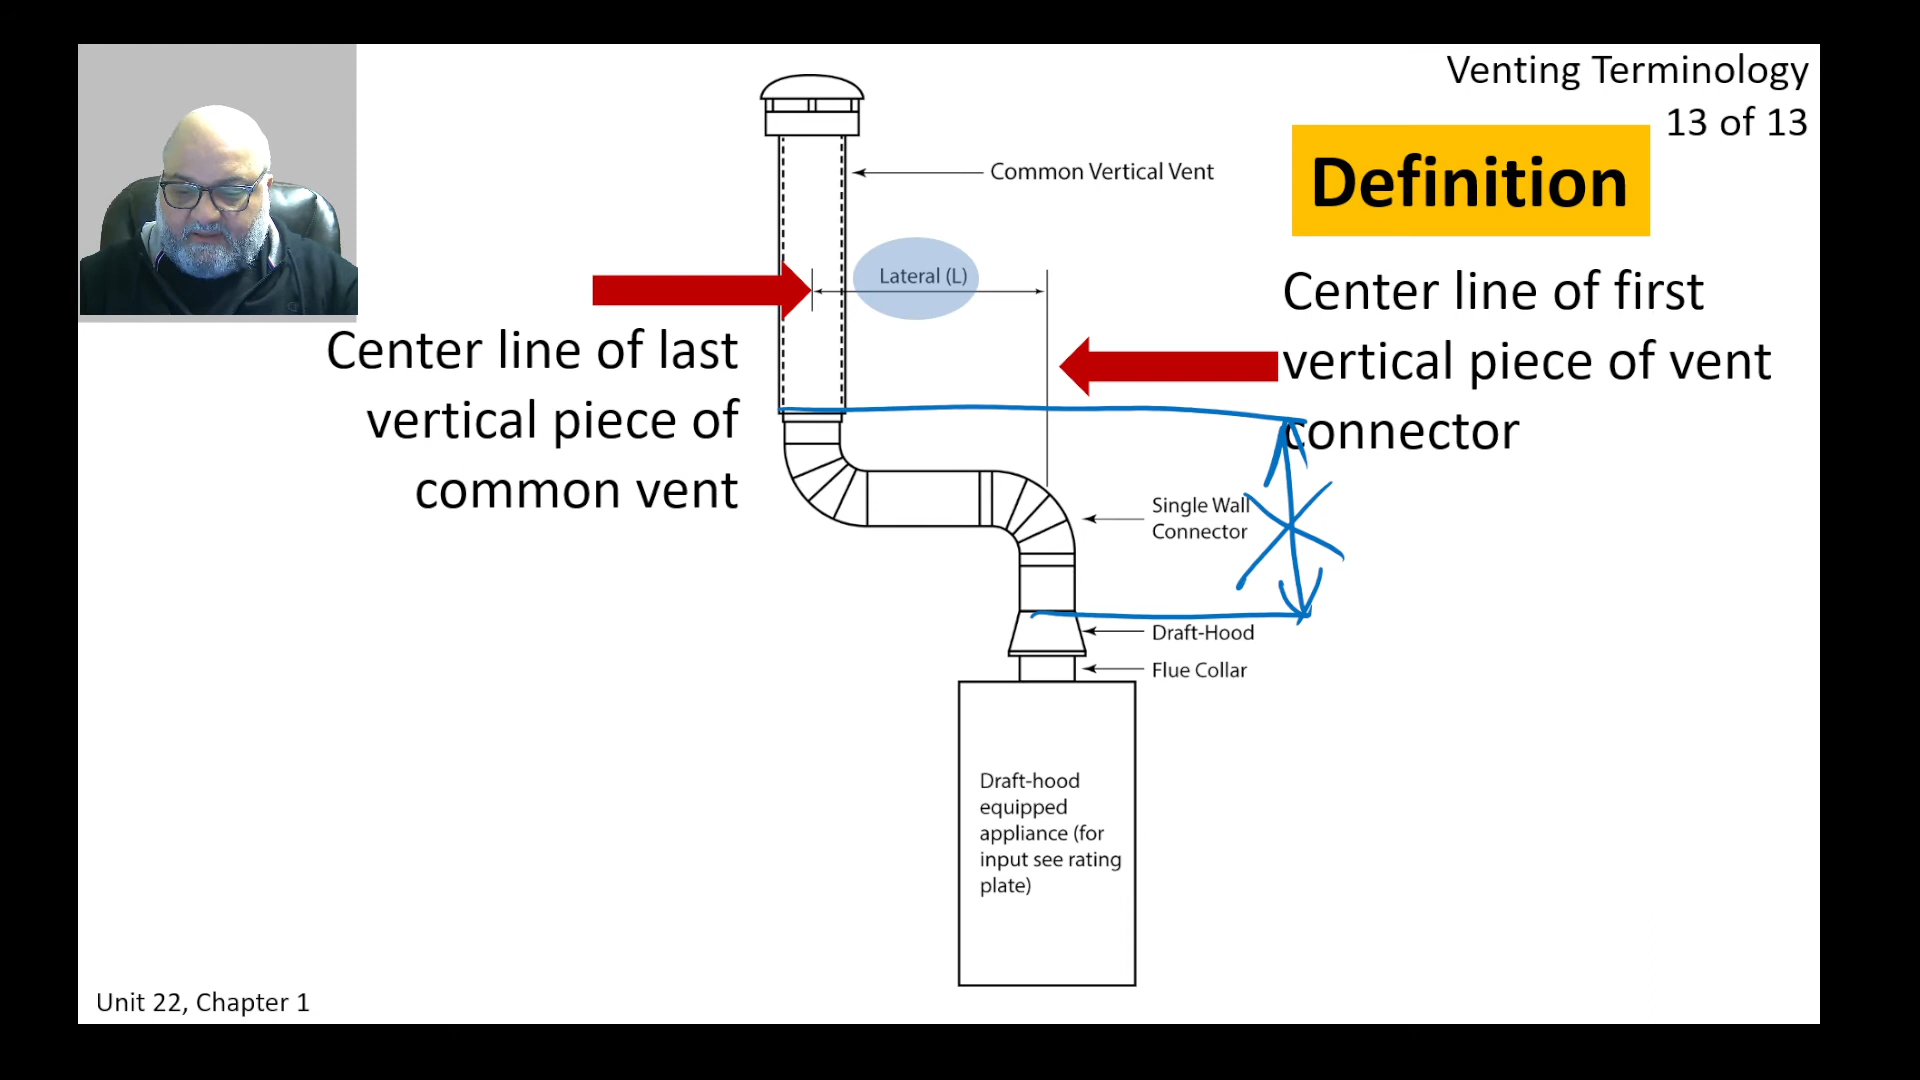 Venting Terminology
13 of 13
Definition
Common Vertical Vent
Lateral (L)
Center line of first
vertical piece of vent
connector
Center line of last
vertical piece of
common vent
Single Wall
Connector
Draft-Hood
Flue Collar
Draft-hood
equipped
appliance (for
input see rating
plate)
Unit 22, Chapter 1